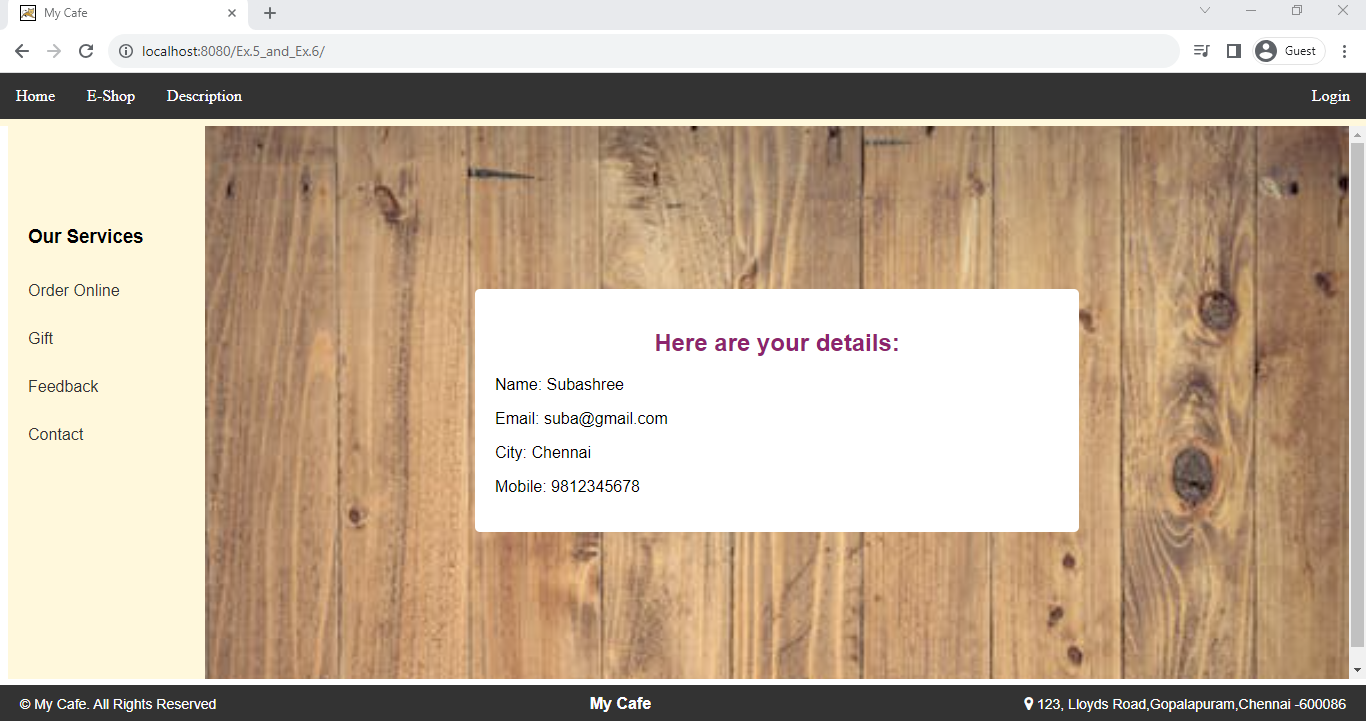 My Cafe
localhost:8080/Ex.5_and_Ex.6/
Guest
Home E-Shop Description Login
Our Services
Order Online
Gift
Feedback
Contact
Here are your details:
Name: Subashree
Email: suba@gmail.com
City: Chennai
Mobile: 9812345678
© My Cafe. All Rights Reserved
My Cafe
123, Lloyds Road,Gopalapuram,Chennai -600086